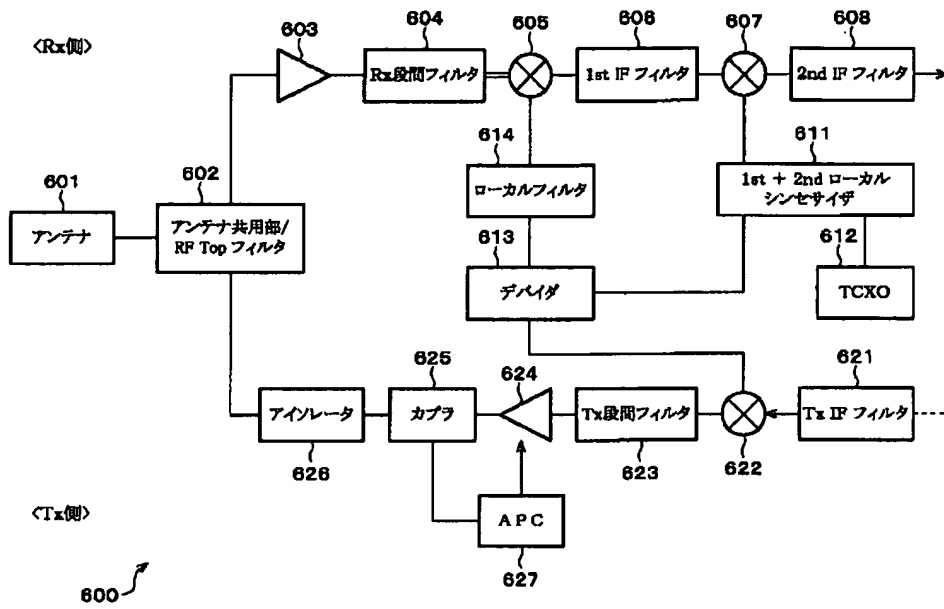 〈Rx側〉
603
604
605
606
607
608
Rx段間フィルタ
1st IF フィルタ
2nd IF フィルタ
614
611
601
602
ローカルフィルタ
1st + 2nd ローカル
シンセサイザ
アンテナ
アンテナ共用部/
RF Top フィルタ
613
612
デバイダ
TCXO
625
624
621
アイソレータ
カプラ
Tx段間フィルタ
Tx IF フィルタ
626
623
622
〈Tx側〉
APC
627
600